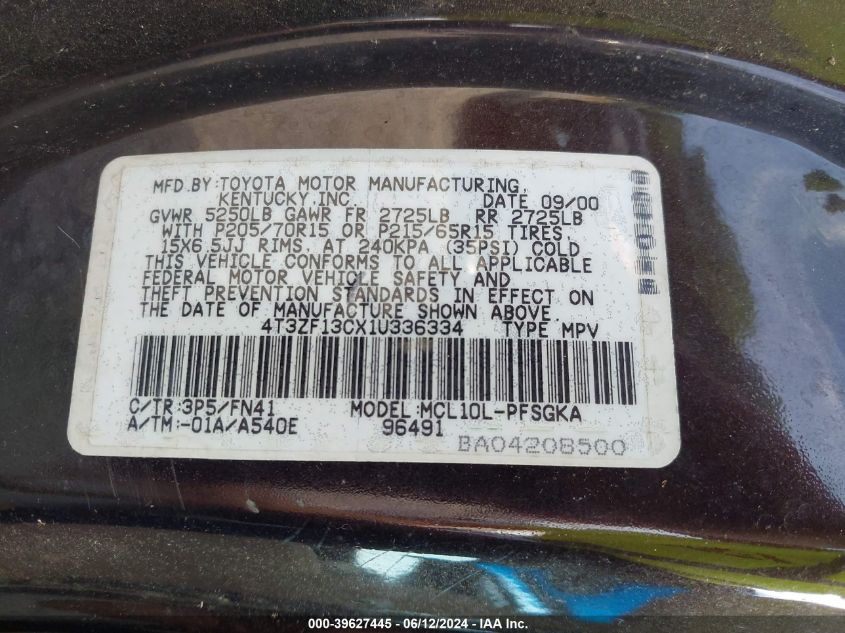 MFD.BY:TOYOTA MOTOR MANUFACTURING,
KENTUCKY,INC. DATE 09/00
GVWR 5250LB GAWR FR 2725LB RR 2725LB
WITH P205/70R15 OR P215/65R15 TIRES,
15X6.5JJ RIMS, AT 240KPA (35PSI) COLD
THIS VEHICLE CONFORMS TO ALL APPLICABLE
FEDERAL MOTOR VEHICLE SAFETY AND
THEFT PREVENTION STANDARDS IN EFFECT ON
THE DATE OF MANUFACTURE SHOWN ABOVE
4T3ZF13CX1U336334 TYPE MPV
C/TR:3P5/FN41 MODEL:MCL10L-PFSGKA
A/TM:-01A/A540E 96491
BA04208500
000-39627445 - 06/12/2024 - IAAI.COM